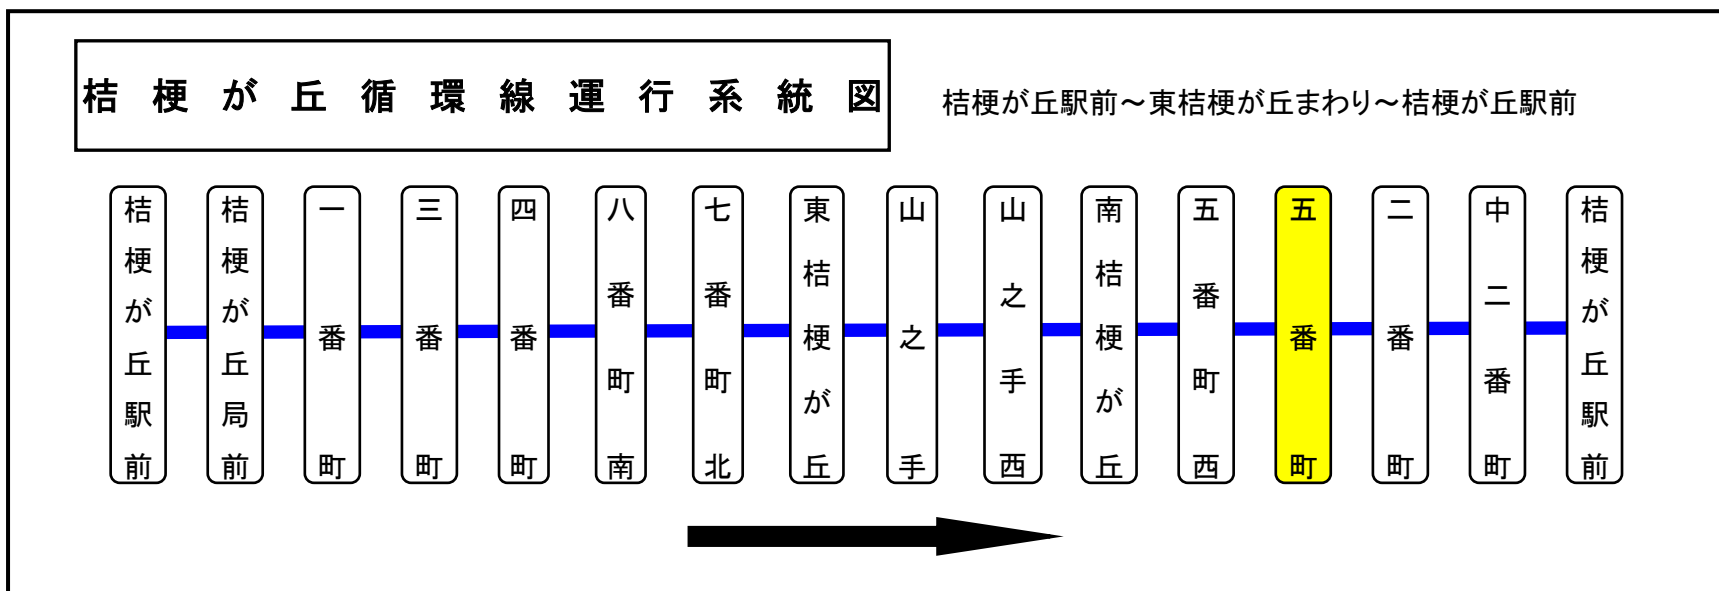 桔梗が丘循環線運行系統図
桔梗が丘駅前～東桔梗が丘まわり～桔梗が丘駅前
桔梗が丘駅前
桔梗が丘局前
一番町
三番町
四番町
八番町南
七番町北
東桔梗が丘
山之手
山之手西
南桔梗が丘
五番町西
五番町
二番町
中二番町
桔梗が丘駅前